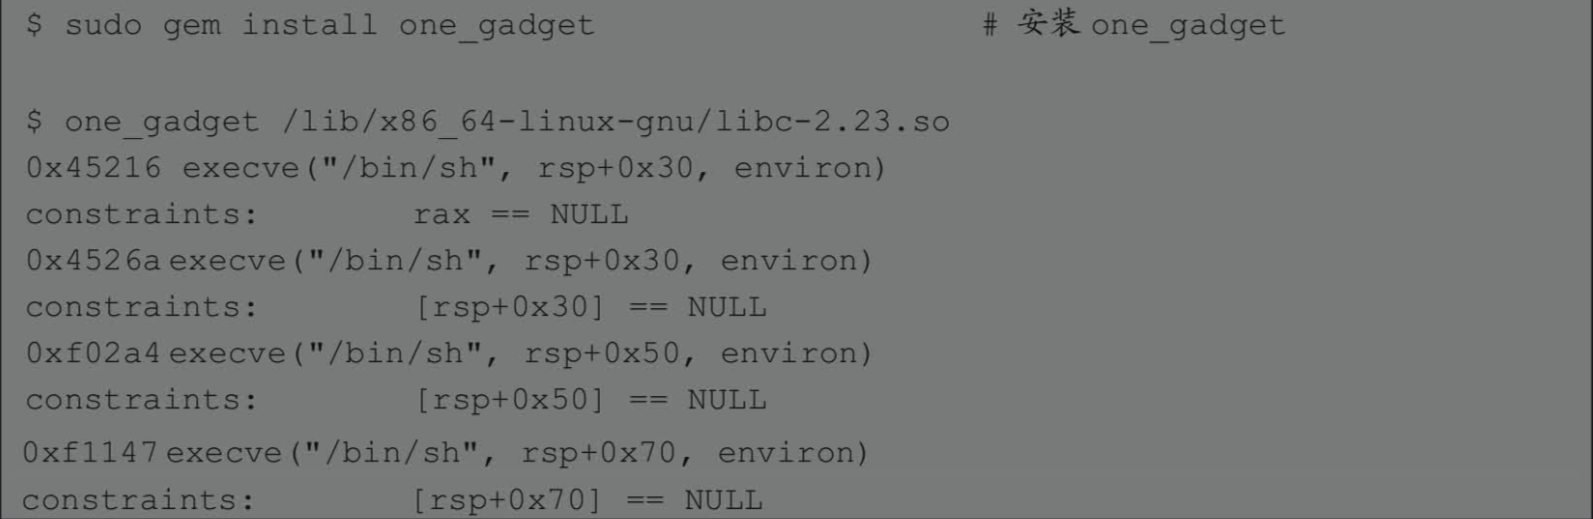 $ sudo gem install one_gadget # 安装 one_gadget
$ one_gadget /lib/x86_64-linux-gnu/libc-2.23.so
0x45216 execve("/bin/sh", rsp+0x30, environ)
constraints: rax == NULL
0x4526a execve("/bin/sh", rsp+0x30, environ)
constraints: [rsp+0x30] == NULL
0xf02a4 execve("/bin/sh", rsp+0x50, environ)
constraints: [rsp+0x50] == NULL
0xf1147 execve("/bin/sh", rsp+0x70, environ)
constraints: [rsp+0x70] == NULL